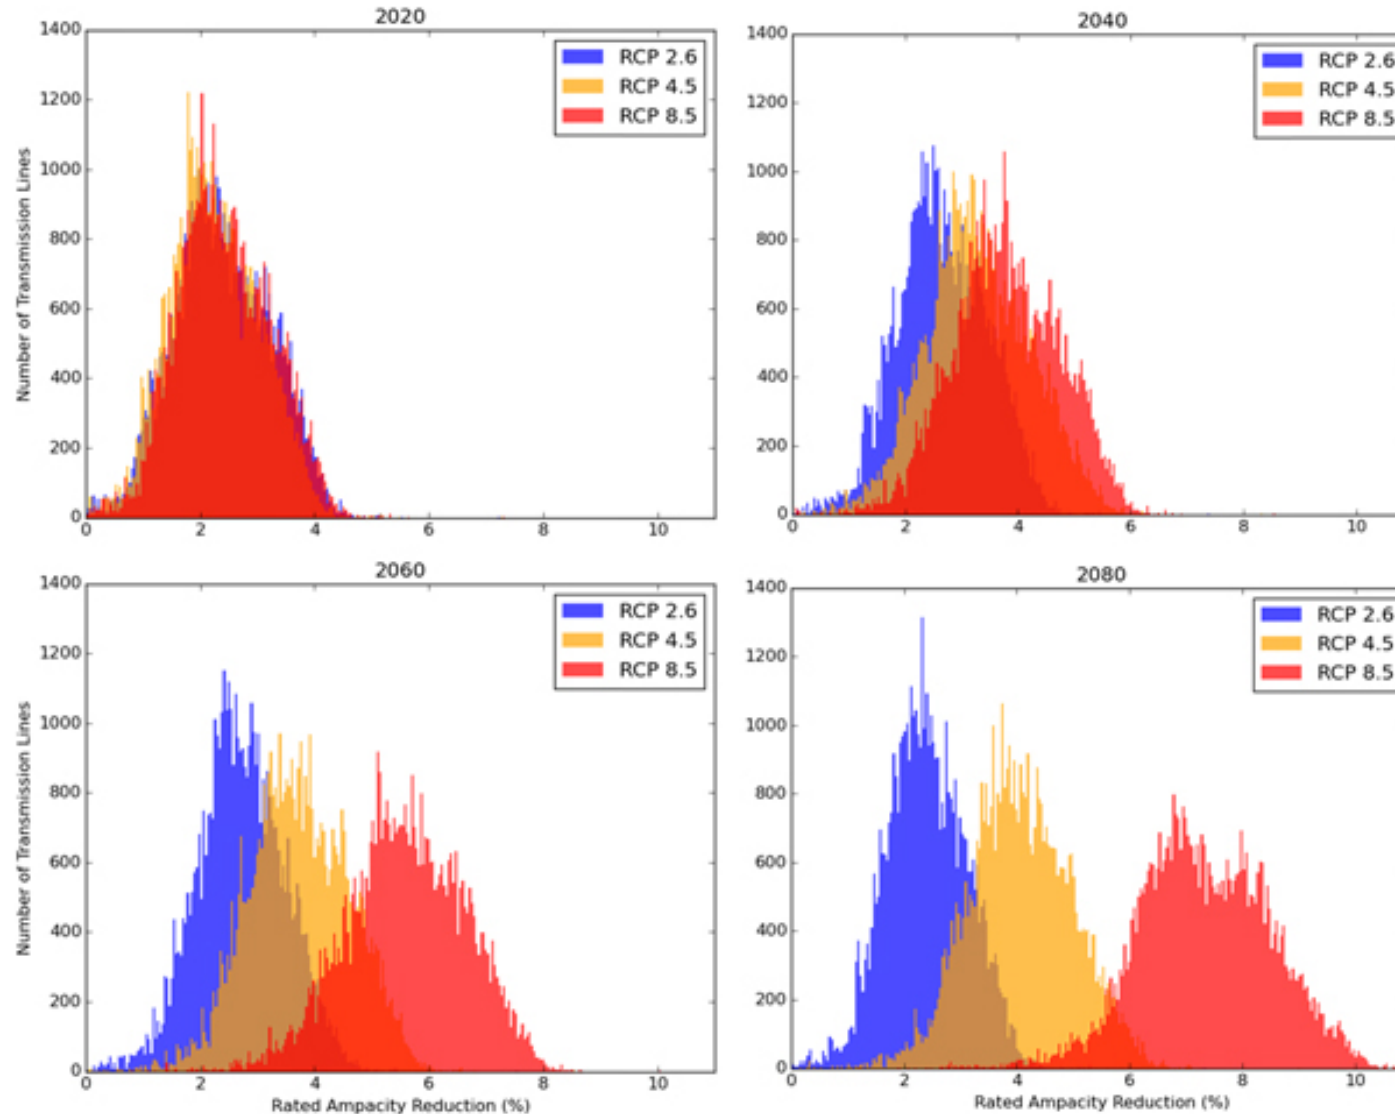 2020
1400
1200
1000
800
600
400
200
0
0 2 4 6 8 10
Number of Transmission Lines
RCP 2.6
RCP 4.5
RCP 8.5
2040
1400
1200
1000
800
600
400
200
0
0 2 4 6 8 10
RCP 2.6
RCP 4.5
RCP 8.5
2060
1400
1200
1000
800
600
400
200
0
0 2 4 6 8 10
Number of Transmission Lines
Rated Ampacity Reduction (%)
RCP 2.6
RCP 4.5
RCP 8.5
2080
1400
1200
1000
800
600
400
200
0
0 2 4 6 8 10
Rated Ampacity Reduction (%)
RCP 2.6
RCP 4.5
RCP 8.5